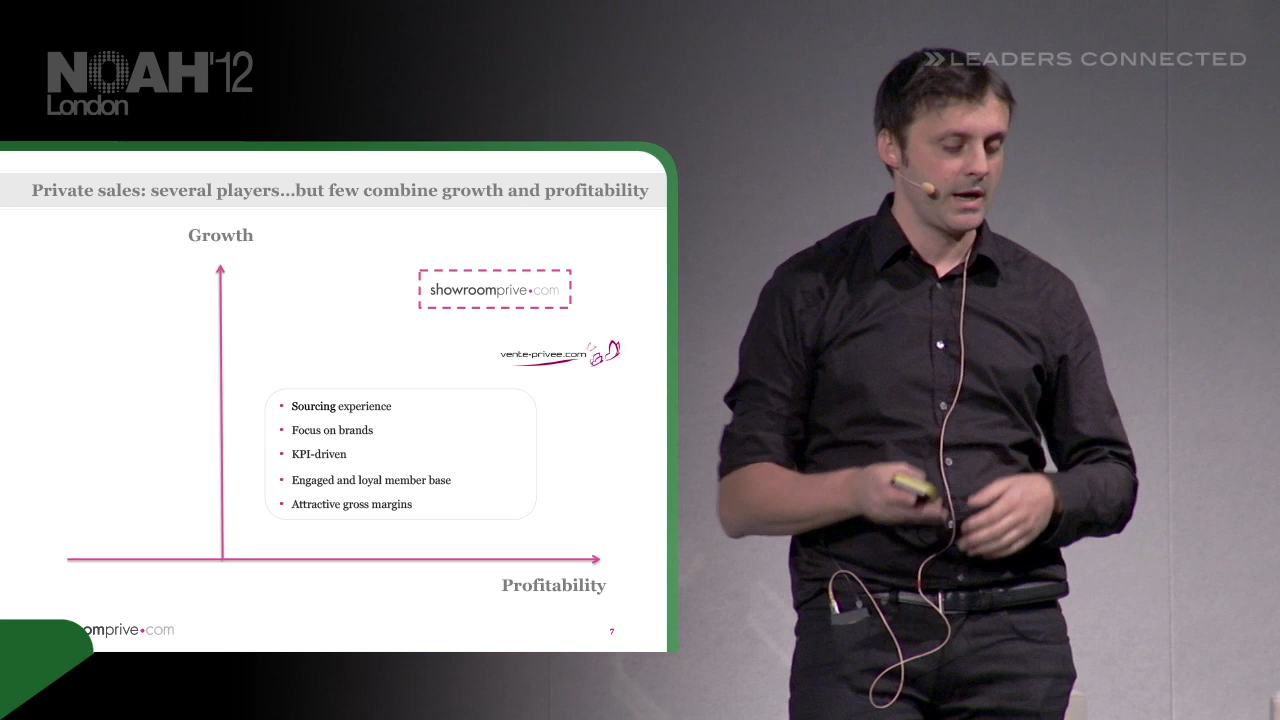 NOAH'12
London
LEADERS CONNECTED
Private sales: several players...but few combine growth and profitability
Growth
showroomprive•com
vente-privee.com
▪ Sourcing experience
▪ Focus on brands
▪ KPI-driven
▪ Engaged and loyal member base
▪ Attractive gross margins
Profitability
omprive•com
7